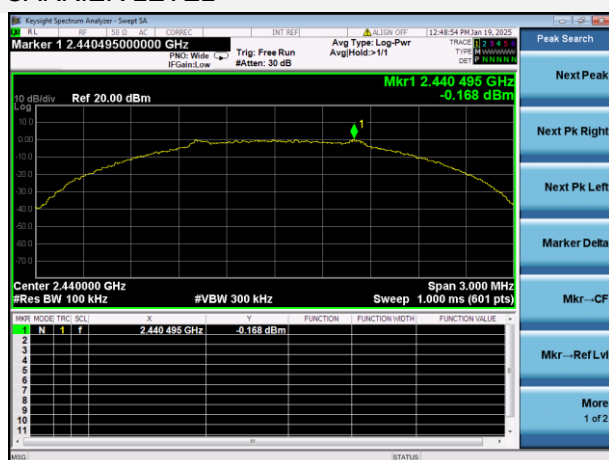 Keysight Spectrum Analyzer - Swept SA
RL RF 50 Ω AC CORREC INT REF ALIGN OFF 12:48:54 PM Jan 19, 2025
Marker 1 2.440495000000 GHz
PNO: Wide
IFGain:Low
Trig: Free Run
#Atten: 30 dB
Avg Type: Log-Pwr
Avg|Hold:>1/1
TRACE 1 2 3 4 5 6
TYPE M W W W W W
DET P N N N N N
Peak Search
Mkr1 2.440 495 GHz
-0.168 dBm
10 dB/div Ref 20.00 dBm
Log
10.0
0.00
-10.0
-20.0
-30.0
-40.0
-50.0
-60.0
-70.0
1
Center 2.440000 GHz Span 3.000 MHz
#Res BW 100 kHz #VBW 300 kHz Sweep 1.000 ms (601 pts)
MKR MODE TRC SCL X Y FUNCTION FUNCTION WIDTH FUNCTION VALUE
1 N 1 f 2.440 495 GHz -0.168 dBm
2
3
4
5
6
7
8
9
10
11
MSG STATUS
Next Peak
Next Pk Right
Next Pk Left
Marker Delta
Mkr→CF
Mkr→Ref Lvl
More
1 of 2